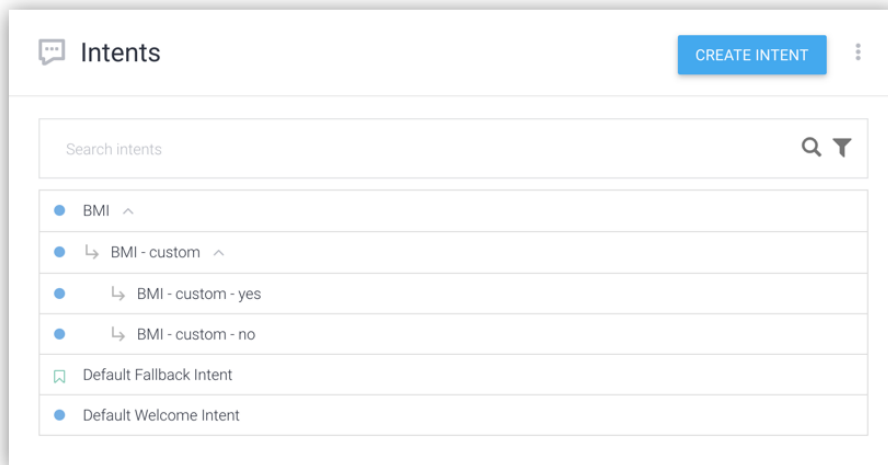 Intents
CREATE INTENT
Search intents
BMI
BMI - custom
BMI - custom - yes
BMI - custom - no
Default Fallback Intent
Default Welcome Intent